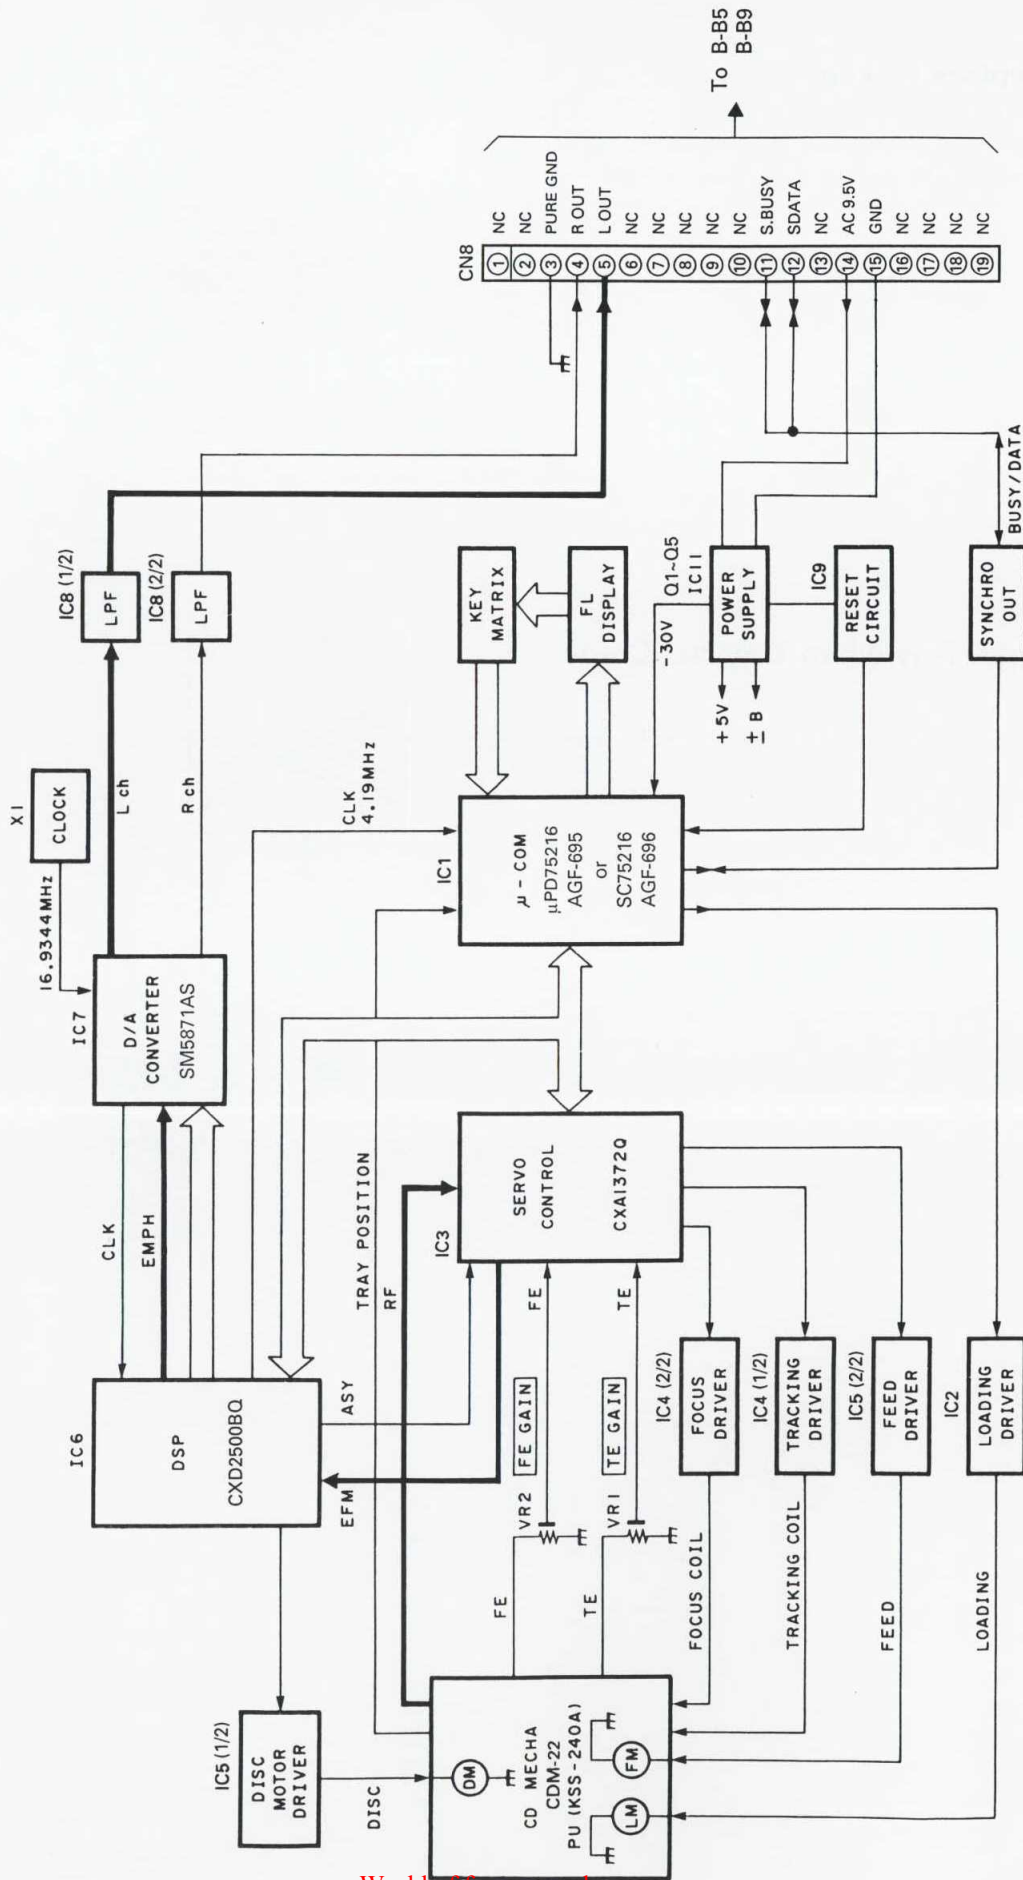 To B-B5
B-B9
CN8
1 NC
2 NC
3 PURE GND
4 R OUT
5 L OUT
6 NC
7 NC
8 NC
9 NC
10 NC
11 S.BUSY
12 SDATA
13 NC
14 AC 9.5V
15 GND
16 NC
17 NC
18 NC
19 NC
X1
CLOCK
16.9344MHz
IC7
D/A
CONVERTER
SM5871AS
L ch
R ch
IC8 (1/2)
LPF
IC8 (2/2)
LPF
CLK
EMPH
IC6
DSP
CXD2500BQ
ASY
EFM
IC5 (1/2)
DISC
MOTOR
DRIVER
DISC
TRAY POSITION
RF
CLK
4.19MHz
KEY
MATRIX
FL
DISPLAY
-30V
Q1~Q5
IC11
POWER
SUPPLY
+5V
± B
IC9
RESET
CIRCUIT
SYNCHRO
OUT
BUSY/DATA
IC1
μ-COM
μPD75216
AGF-695
or
SC75216
AGF-696
IC3
SERVO
CONTROL
CXA1372Q
FE
VR2
FE GAIN
FE
TE
VR1
TE GAIN
TE
IC4 (2/2)
FOCUS
DRIVER
FOCUS COIL
IC4 (1/2)
TRACKING
DRIVER
TRACKING COIL
IC5 (2/2)
FEED
DRIVER
FEED
IC2
LOADING
DRIVER
LOADING
DM
CD MECHA
CDM-22
PU (KSS-240A)
FM
LM